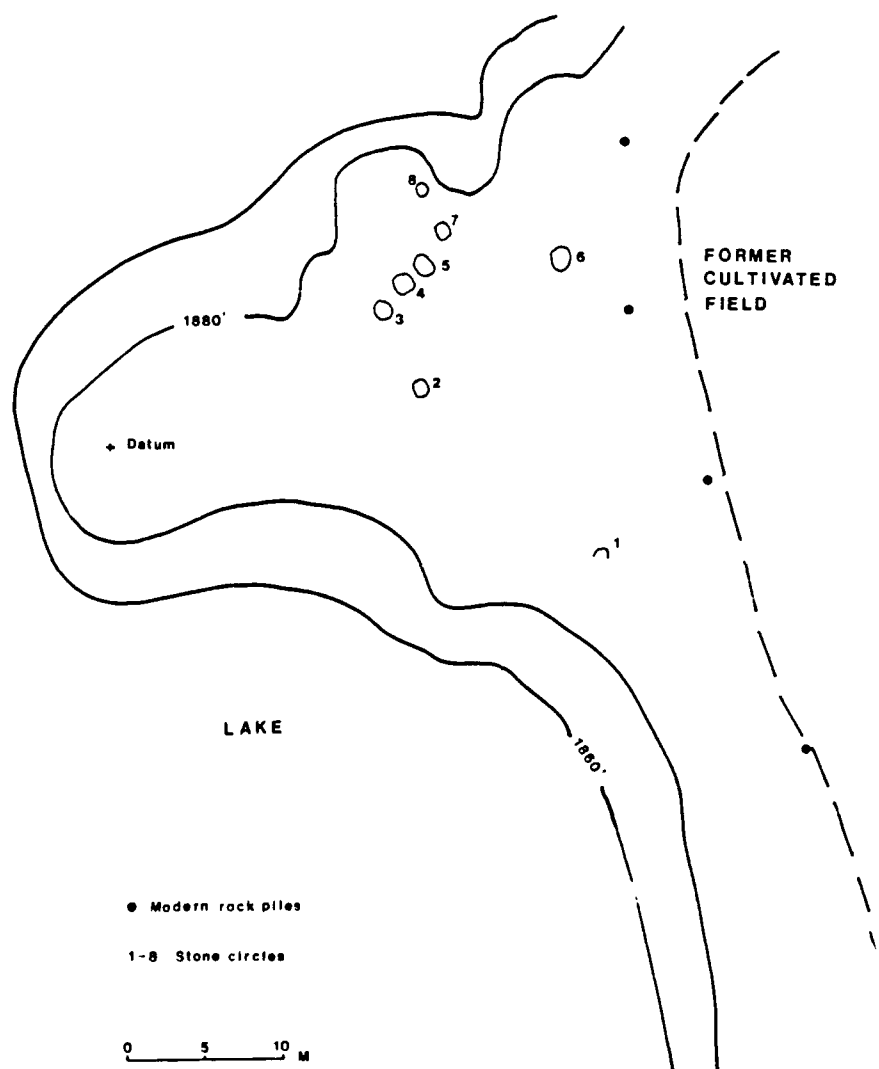 8
7
5
6
4
3
FORMER
CULTIVATED
FIELD
1880'
2
+ Datum
1
LAKE
1860'
● Modern rock piles
1-8 Stone circles
0 5 10 M